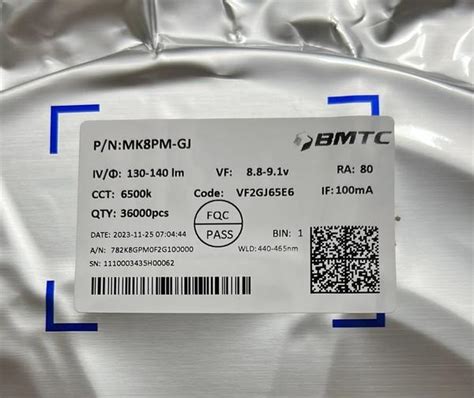 P/N:MK8PM-GJ
BMTC
IV/Φ: 130-140 lm VF: 8.8-9.1v RA: 80
CCT: 6500k Code: VF2GJ65E6 IF:100mA
QTY: 36000pcs
FQC
PASS
DATE: 2023-11-25 07:04:44 BIN: 1
A/N: 782K8GPM0F2G100000 WLD:440-465nm
SN: 1110003435H00062